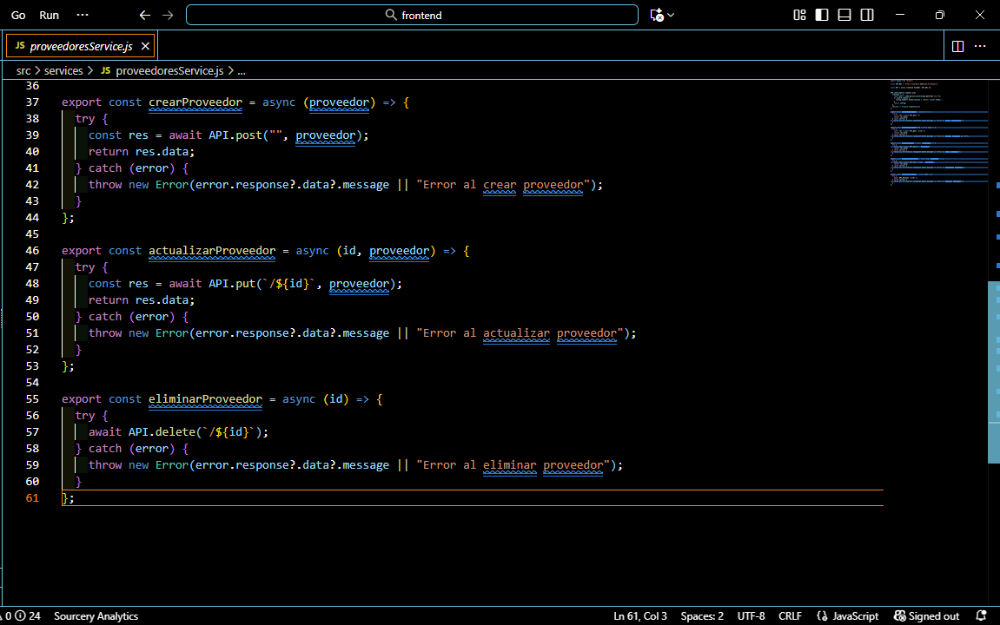 Go Run ···
frontend
JS proveedoresService.js
src > services > JS proveedoresService.js > ...
36
37 export const crearProveedor = async (proveedor) => {
38 try {
39 const res = await API.post("", proveedor);
40 return res.data;
41 } catch (error) {
42 throw new Error(error.response?.data?.message || "Error al crear proveedor");
43 }
44 };
45
46 export const actualizarProveedor = async (id, proveedor) => {
47 try {
48 const res = await API.put(`/${id}`, proveedor);
49 return res.data;
50 } catch (error) {
51 throw new Error(error.response?.data?.message || "Error al actualizar proveedor");
52 }
53 };
54
55 export const eliminarProveedor = async (id) => {
56 try {
57 await API.delete(`/${id}`);
58 } catch (error) {
59 throw new Error(error.response?.data?.message || "Error al eliminar proveedor");
60 }
61 };
0 24 Sourcery Analytics Ln 61, Col 3 Spaces: 2 UTF-8 CRLF {} JavaScript Signed out